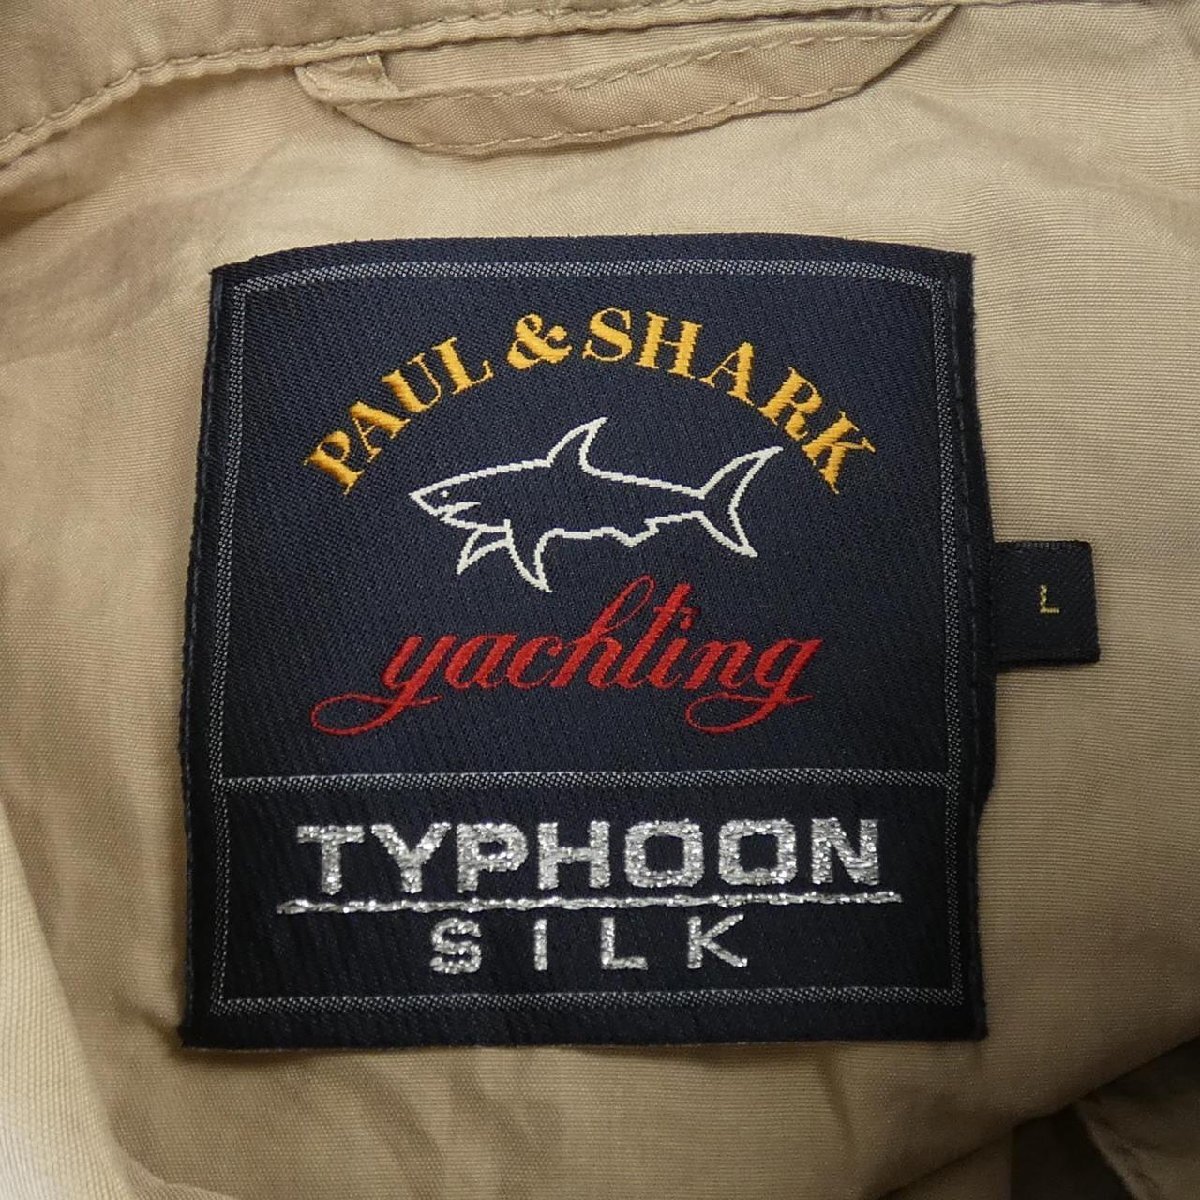 PAUL & SHARK
yachting
TYPHOON
SILK
L